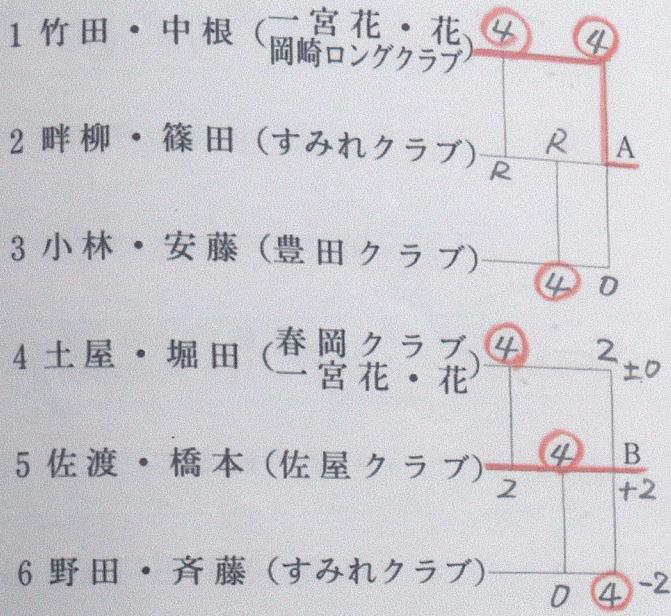 1 竹田・中根(一宮花・花 岡崎ロングクラブ) ④ ④
2 畔柳・篠田(すみれクラブ) R R A
3 小林・安藤(豊田クラブ) ④ 0
4 土屋・堀田(春岡クラブ 一宮花・花) ④ 2 ±0
5 佐渡・橋本(佐屋クラブ) 2 ④ B +2
6 野田・斉藤(すみれクラブ) 0 ④ -2